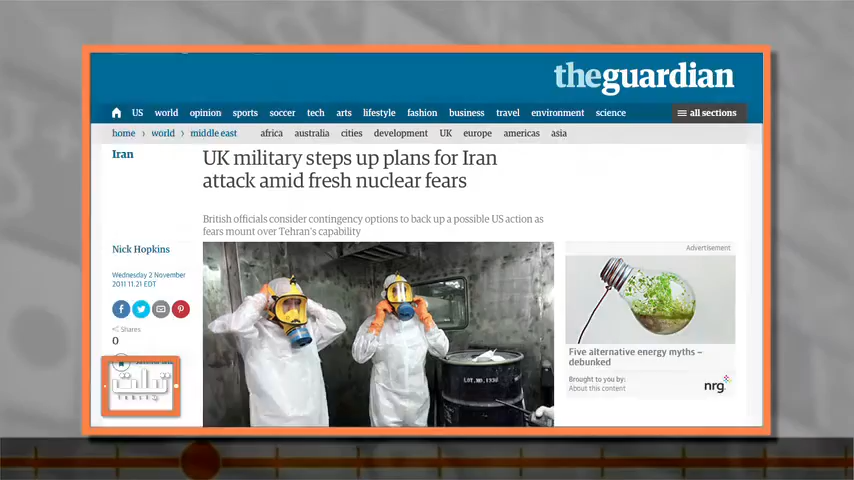 theguardian
US world opinion sports soccer tech arts lifestyle fashion business travel environment science all sections
home › world › middle east africa australia cities development UK europe americas asia
Iran
UK military steps up plans for Iran
attack amid fresh nuclear fears
British officials consider contingency options to back up a possible US action as
fears mount over Tehran's capability
Nick Hopkins
Wednesday 2 November
2011 11.21 EDT
Shares
0
Advertisement
Five alternative energy myths –
debunked
Brought to you by:
About this content
nrg
LOT.NO.1330